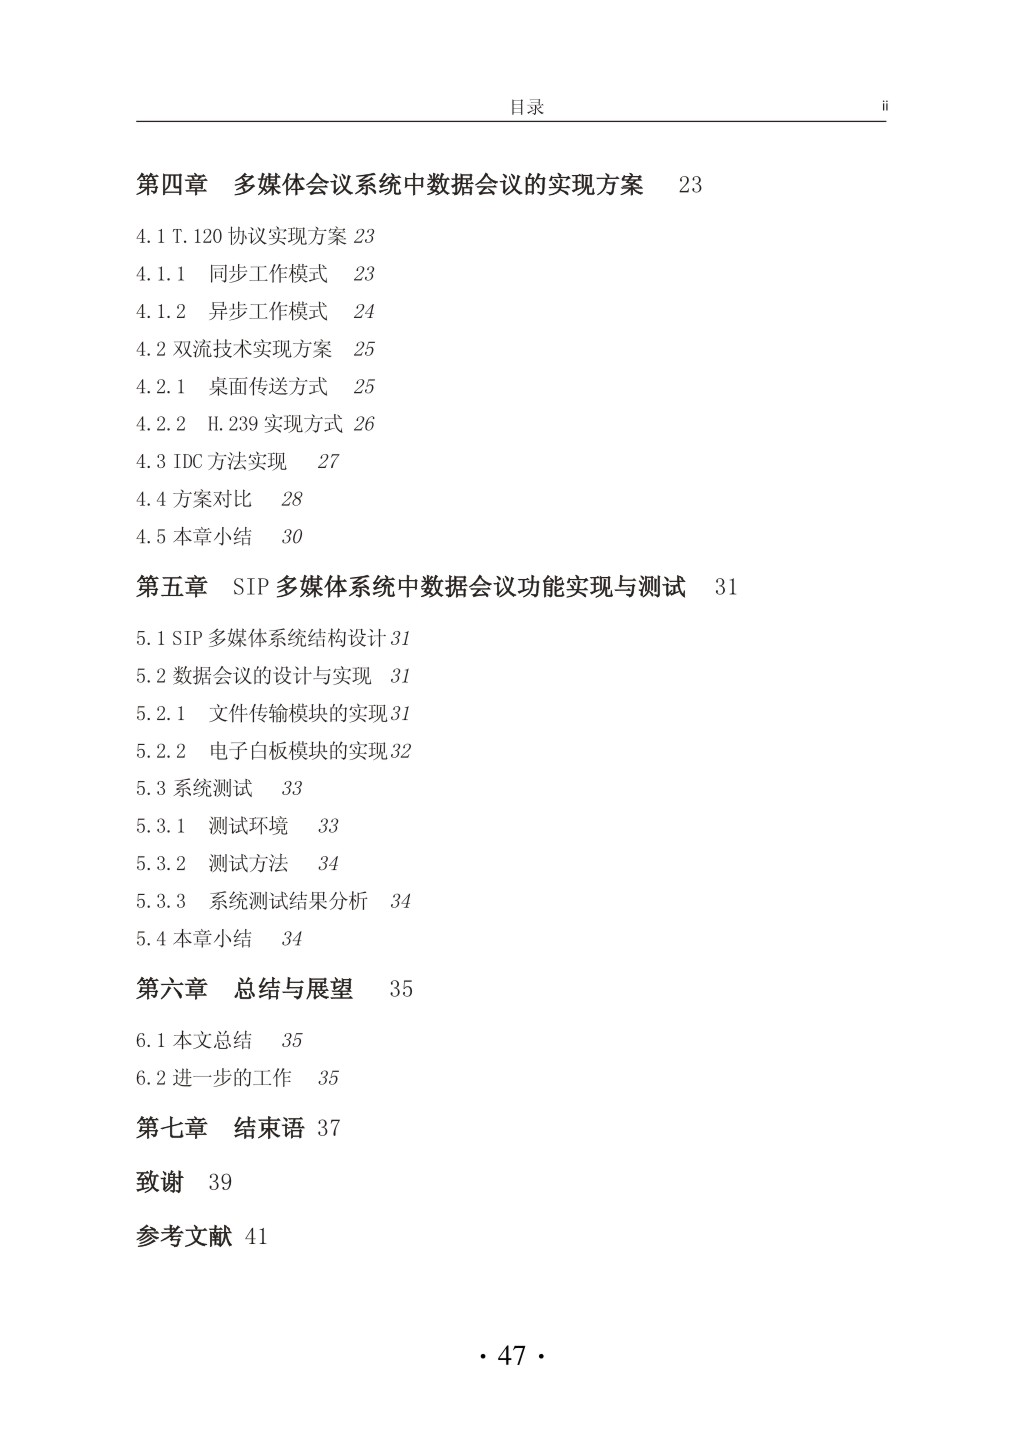 目录 ii
第四章 多媒体会议系统中数据会议的实现方案 23
4.1 T.120 协议实现方案 23
4.1.1 同步工作模式 23
4.1.2 异步工作模式 24
4.2 双流技术实现方案 25
4.2.1 桌面传送方式 25
4.2.2 H.239 实现方式 26
4.3 IDC 方法实现 27
4.4 方案对比 28
4.5 本章小结 30
第五章 SIP 多媒体系统中数据会议功能实现与测试 31
5.1 SIP 多媒体系统结构设计 31
5.2 数据会议的设计与实现 31
5.2.1 文件传输模块的实现 31
5.2.2 电子白板模块的实现 32
5.3 系统测试 33
5.3.1 测试环境 33
5.3.2 测试方法 34
5.3.3 系统测试结果分析 34
5.4 本章小结 34
第六章 总结与展望 35
6.1 本文总结 35
6.2 进一步的工作 35
第七章 结束语 37
致谢 39
参考文献 41
· 47 ·